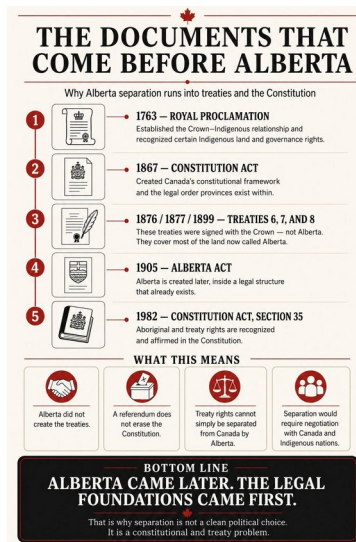 THE DOCUMENTS THAT
COME BEFORE ALBERTA
Why Alberta separation runs into treaties and the Constitution
1
1763 — ROYAL PROCLAMATION
Established the Crown–Indigenous relationship and
recognized certain Indigenous land and governance rights.
2
1867 — CONSTITUTION ACT
Created Canada's constitutional framework
and the legal order provinces exist within.
3
1876 / 1877 / 1899 — TREATIES 6, 7, AND 8
These treaties were signed with the Crown — not Alberta.
They cover most of the land now called Alberta.
4
1905 — ALBERTA ACT
Alberta is created later, inside a legal structure
that already exists.
5
1982 — CONSTITUTION ACT, SECTION 35
Aboriginal and treaty rights are recognized
and affirmed in the Constitution.
WHAT THIS MEANS
Alberta did not
create the treaties.
A referendum does
not erase the
Constitution.
Treaty rights cannot
simply be separated
from Canada by
Alberta.
Separation would
require negotiation
with Canada and
Indigenous nations.
BOTTOM LINE
ALBERTA CAME LATER. THE LEGAL
FOUNDATIONS CAME FIRST.
That is why separation is not a clean political choice.
It is a constitutional and treaty problem.